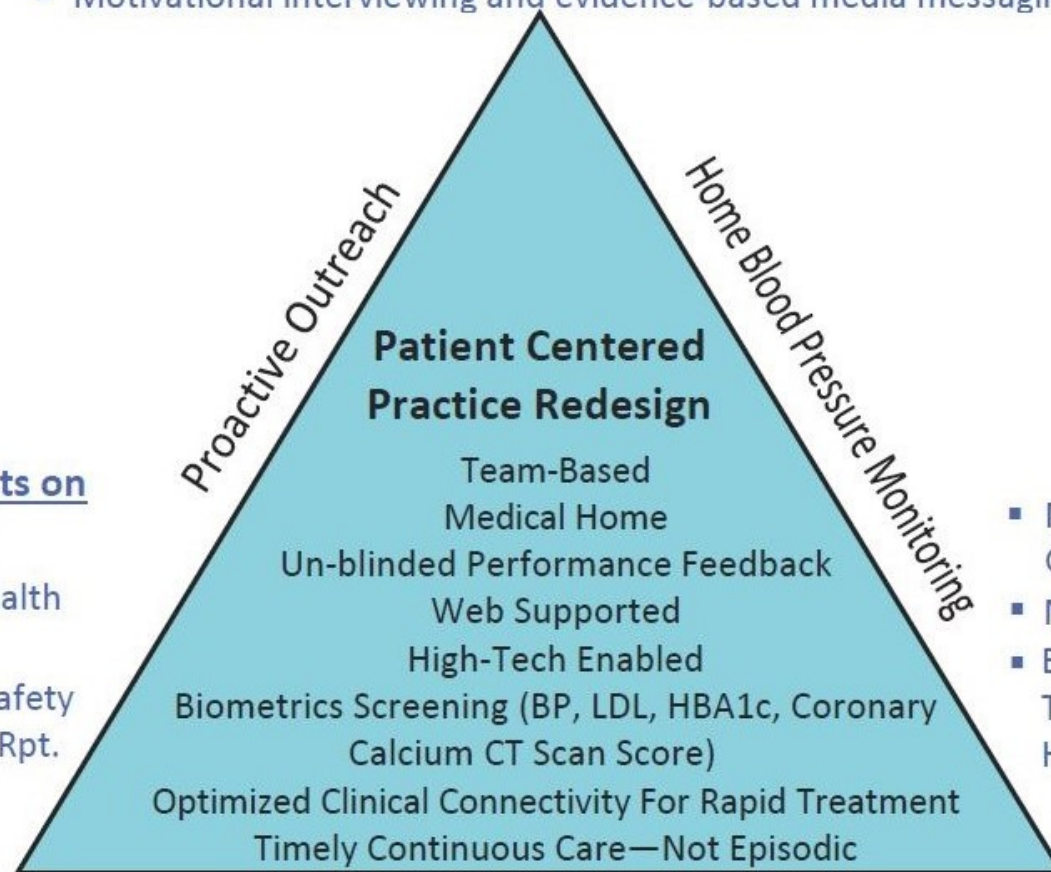 Motivational interviewing and evidence-based media
Proactive Outreach
Home Blood Pressure Monitoring
Patient Centered
Practice Redesign
Team-Based
Medical Home
Un-blinded Performance Feedback
Web Supported
High-Tech Enabled
Biometrics Screening (BP, LDL, HBA1c, Coronary
Calcium CT Scan Score)
Optimized Clinical Connectivity For Rapid Treatment
Timely Continuous Care—Not Episodic
ts on
alth
afety
Rpt.